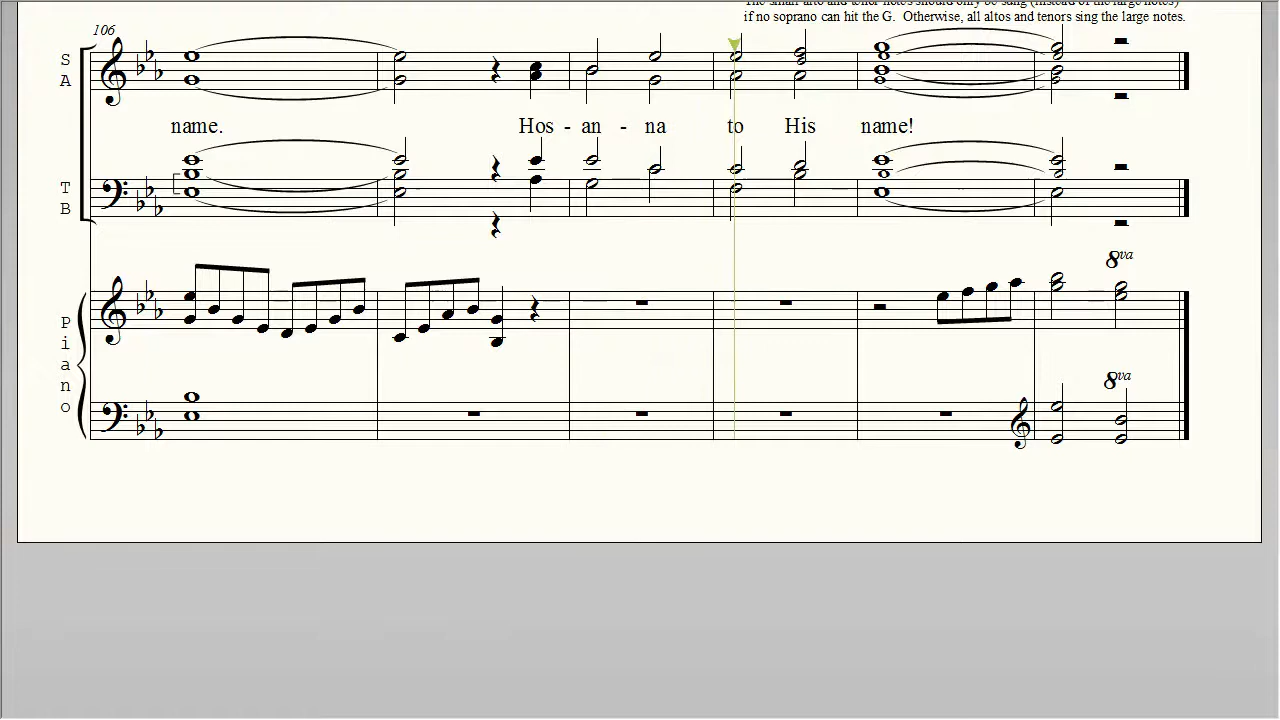 The small alto and tenor notes should only be sung (instead of the large notes)
if no soprano can hit the G.  Otherwise, all altos and tenors sing the large notes.
106
S
A
name. Hos - an - na to His name!
T
B
8va
Piano
8va